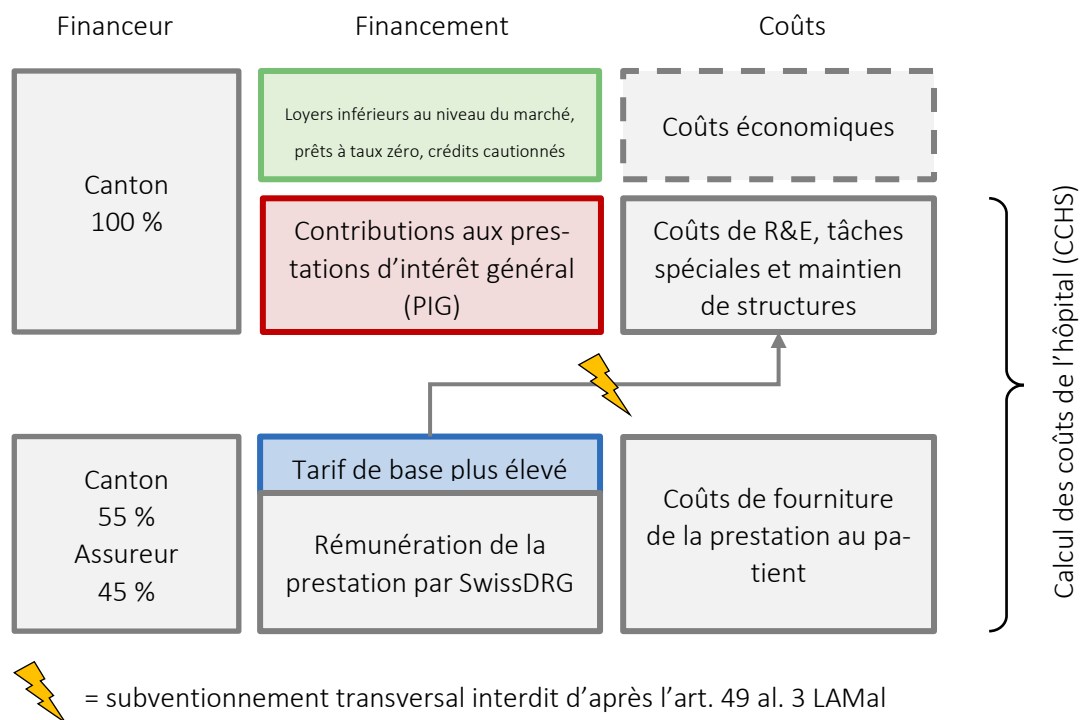 Financeur
Financement
Coûts
Canton
100 %
Loyers inférieurs au niveau du marché,
prêts à taux zéro, crédits cautionnés
Coûts économiques
Contributions aux pres-
tations d’intérêt général
(PIG)
Coûts de R&E, tâches
spéciales et maintien
de structures
Canton
55 %
Assureur
45 %
Tarif de base plus élevé
Rémunération de la
prestation par SwissDRG
Coûts de fourniture
de la prestation au pa-
tient
Calcul des coûts de l’hôpital (CCHS)
= subventionnement transversal interdit d’après l’art. 49 al. 3 LAMal